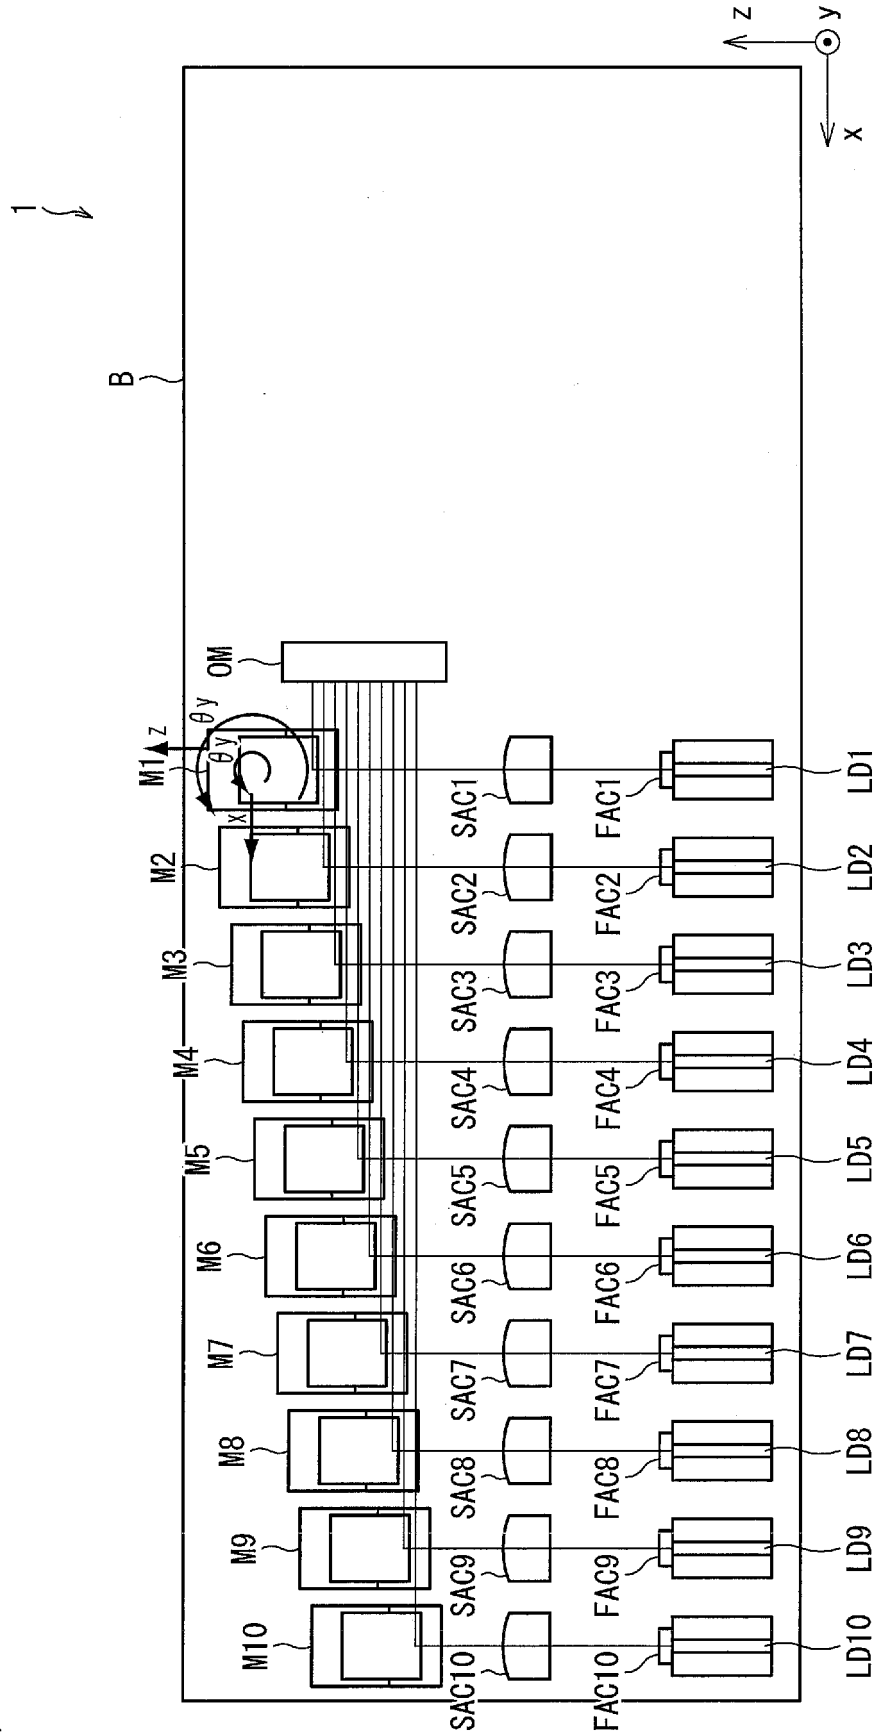 1
B
OM
z
y
x
θy
θy
z
x
M1
M2
M3
M4
M5
M6
M7
M8
M9
M10
SAC1
SAC2
SAC3
SAC4
SAC5
SAC6
SAC7
SAC8
SAC9
SAC10
FAC1
FAC2
FAC3
FAC4
FAC5
FAC6
FAC7
FAC8
FAC9
FAC10
LD1
LD2
LD3
LD4
LD5
LD6
LD7
LD8
LD9
LD10